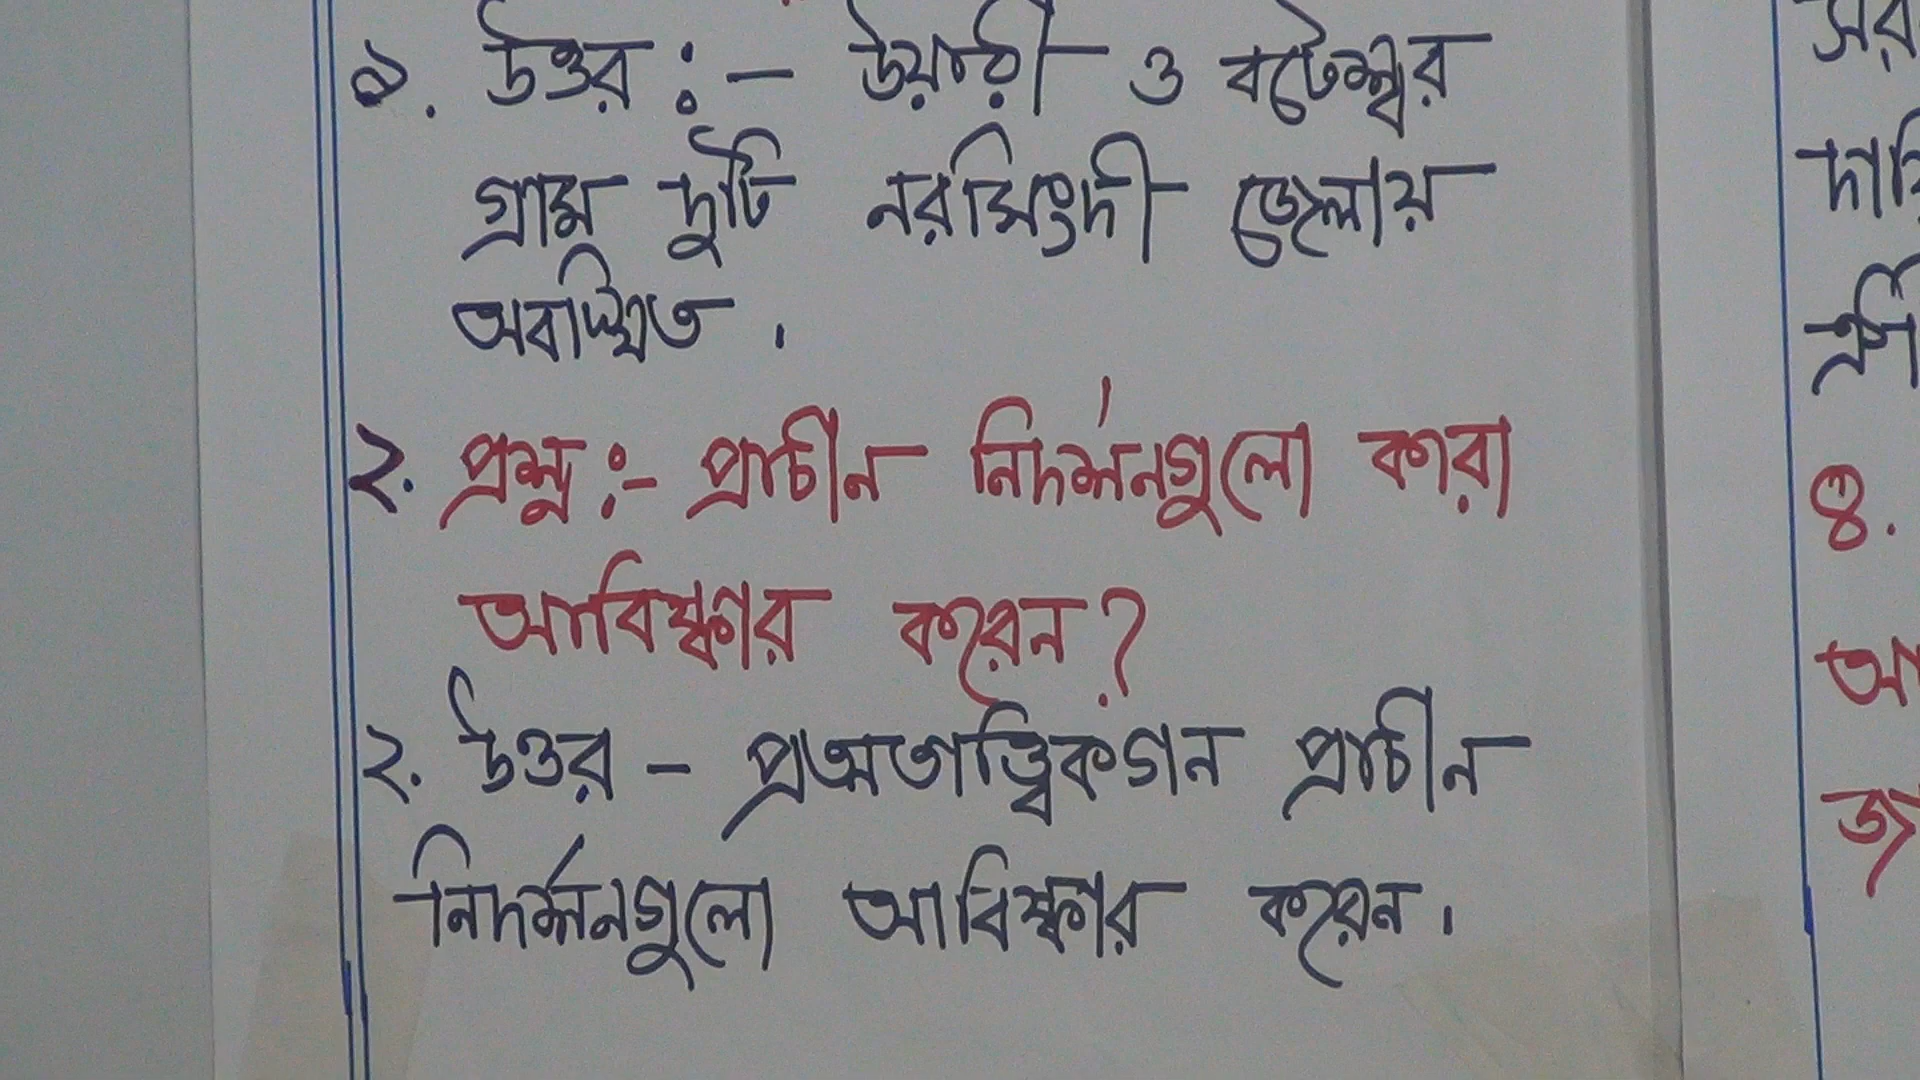 ১. উত্তর :- উয়ারী ও বটেশ্বর
গ্রাম দুটি নরসিংদী জেলায়
অবস্থিত .
২. প্রশ্ন :- প্রাচীন নিদর্শনগুলো কারা
আবিষ্কার করেন?
২. উত্তর - প্রত্নতাত্ত্বিকগন প্রাচীন
নিদর্শনগুলো আবিষ্কার করেন .
৪.